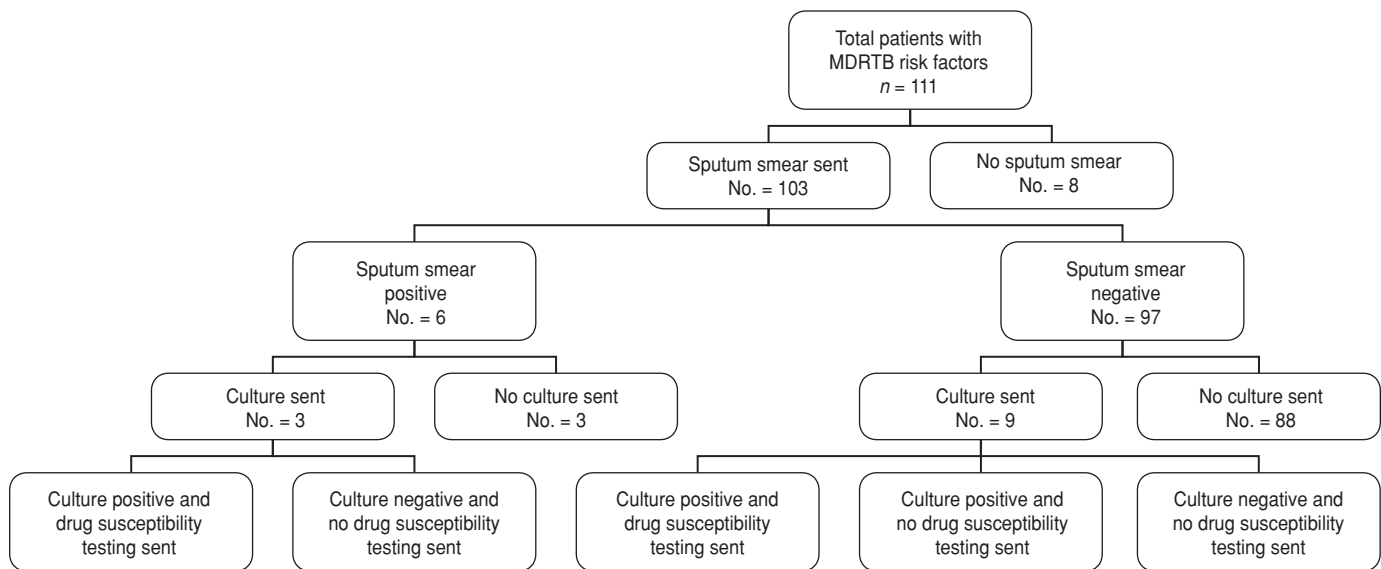 Total patients with
MDRTB risk factors
n = 111
Sputum smear sent
No. = 103
No sputum smear
No. = 8
Sputum smear
positive
No. = 6
Sputum smear
negative
No. = 97
Culture sent
No. = 3
No culture sent
No. = 3
Culture sent
No. = 9
No culture sent
No. = 88
Culture positive and
drug susceptibility
testing sent
Culture negative and
no drug susceptibility
testing sent
Culture positive and
drug susceptibility
testing sent
Culture positive and
no drug susceptibility
testing sent
Culture negative and
no drug susceptibility
testing sent